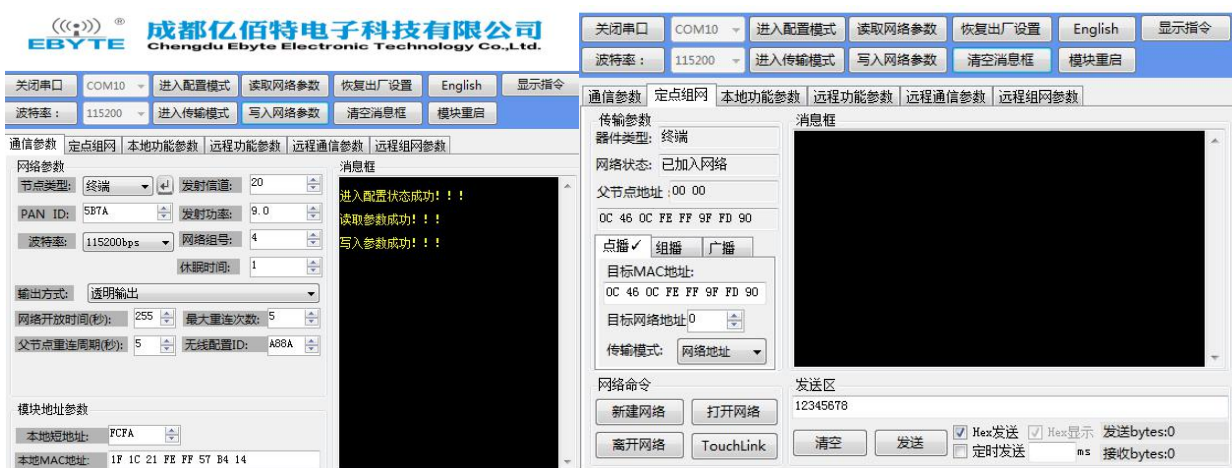 EBYTE ®
成都亿佰特电子科技有限公司
Chengdu Ebyte Electronic Technology Co.,Ltd.
关闭串口 COM10 进入配置模式 读取网络参数 恢复出厂设置 English 显示指令
波特率: 115200 进入传输模式 写入网络参数 清空消息框 模块重启
通信参数 定点组网 本地功能参数 远程功能参数 远程通信参数 远程组网参数
网络参数
节点类型: 终端 发射信道: 20
PAN ID: 5B7A 发射功率: 9.0
波特率: 115200bps 网络组号: 4
休眠时间: 1
输出方式: 透明输出
网络开放时间(秒): 255 最大重连次数: 5
父节点重连周期(秒): 5 无线配置ID: A88A
模块地址参数
本地短地址: FCFA
本地MAC地址: 1F 1C 21 FE FF 57 B4 14
消息框
进入配置状态成功!!!
读取参数成功!!!
写入参数成功!!!
关闭串口 COM10 进入配置模式 读取网络参数 恢复出厂设置 English 显示指令
波特率: 115200 进入传输模式 写入网络参数 清空消息框 模块重启
通信参数 定点组网 本地功能参数 远程功能参数 远程通信参数 远程组网参数
传输参数
器件类型: 终端
网络状态: 已加入网络
父节点地址:00 00
0C 46 0C FE FF 9F FD 90
点播✓ 组播 广播
目标MAC地址:
0C 46 0C FE FF 9F FD 90
目标网络地址 0
传输模式: 网络地址
网络命令
新建网络 打开网络
离开网络 TouchLink
消息框
发送区
12345678
清空 发送
Hex发送 Hex显示 发送bytes:0
定时发送 ms 接收bytes:0